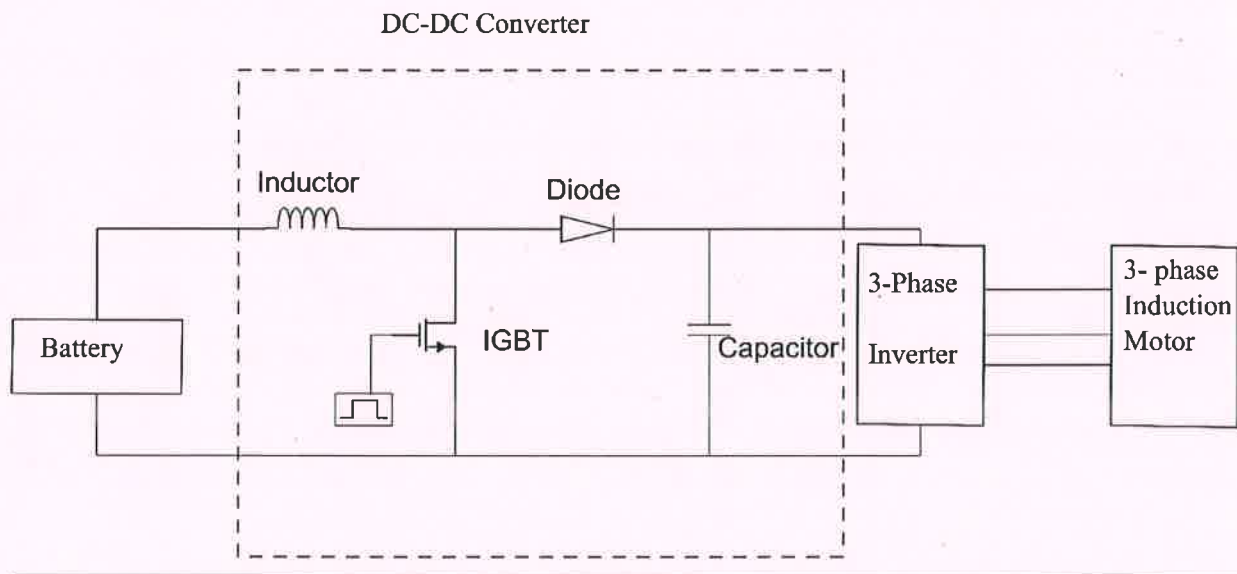 DC-DC Converter
Inductor
Diode
3-Phase
Inverter
3- phase
Induction
Motor
Battery
IGBT
Capacitor